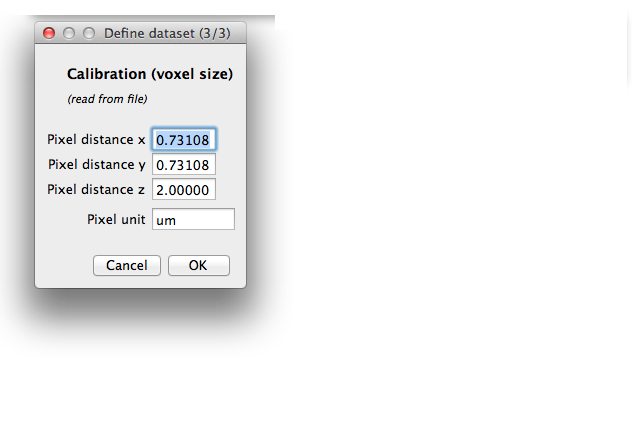 Define dataset (3/3)
Calibration (voxel size)
(read from file)
Pixel distance x 0.73108
Pixel distance y 0.73108
Pixel distance z 2.00000
Pixel unit um
Cancel OK